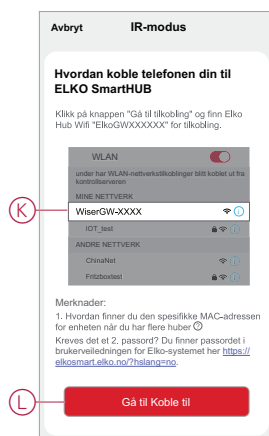 Avbryt IR-modus
Hvordan koble telefonen din til
ELKO SmartHUB
Klikk på knappen "Gå til tilkobling" og finn Elko
Hub Wifi "ElkoGWXXXXXX" for tilkobling.
WLAN
under har WLAN-nettverkstilkoblinger blitt koblet ut fra
kontrollserveren
MINE NETTVERK
K
WiserGW-XXXX
IOT_test
ANDRE NETTVERK
ChinaNet
Fritzboxtest
Merknader:
1. Hvordan finner du den spesifikke MAC-adressen
for enheten når du har flere huber ?
Kreves det et 2, passord? Du finner passordet i
brukerveiledningen for Elko-systemet her https://
elkosmart.elko.no/?hslang=no.
L
Gå til Koble til